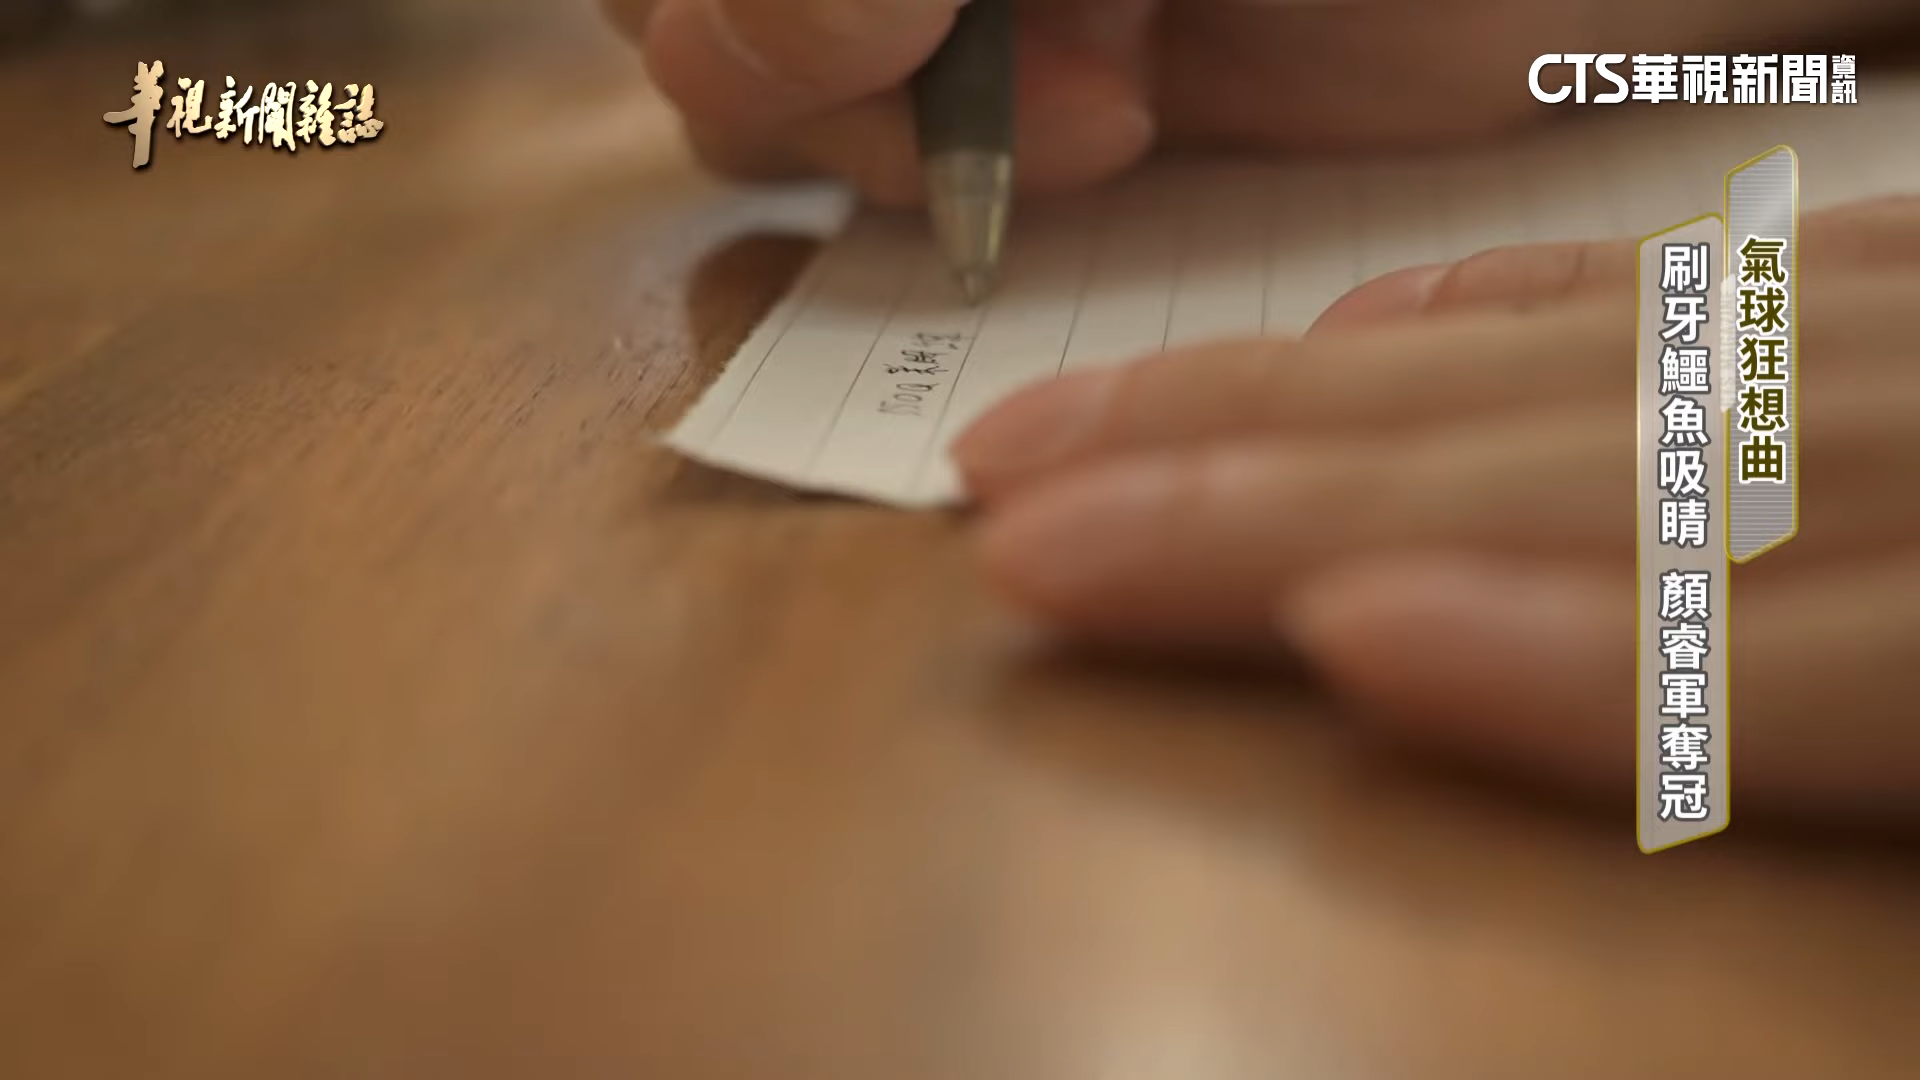 華視新聞雜誌
CTS華視新聞資訊
氣球狂想曲
刷牙鱷魚吸睛 顏睿軍奪冠